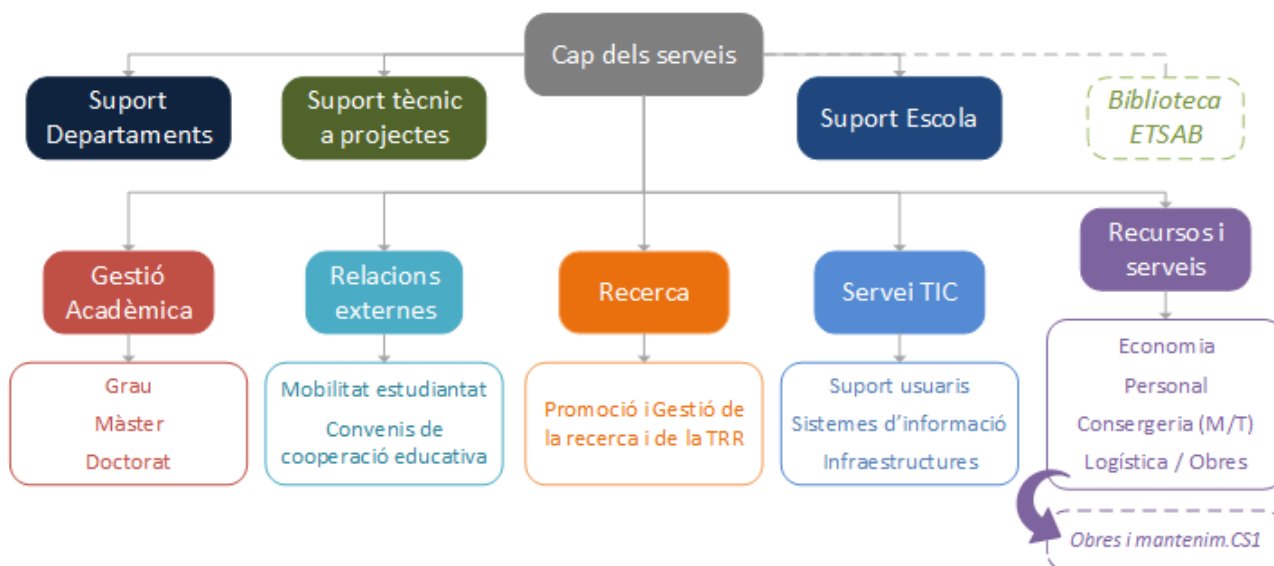 Cap dels serveis
Suport
Departaments
Suport tècnic
a projectes
Suport Escola
Biblioteca
ETSAB
Gestió
Acadèmica
Relacions
externes
Recerca
Servei TIC
Recursos i
serveis
Grau
Màster
Doctorat
Mobilitat estudiantat
Convenis de
cooperació educativa
Promoció i Gestió de
la recerca i de la TRR
Suport usuaris
Sistemes d'informació
Infraestructures
Economia
Personal
Consergeria (M/T)
Logística / Obres
Obres i mantenim.CS1